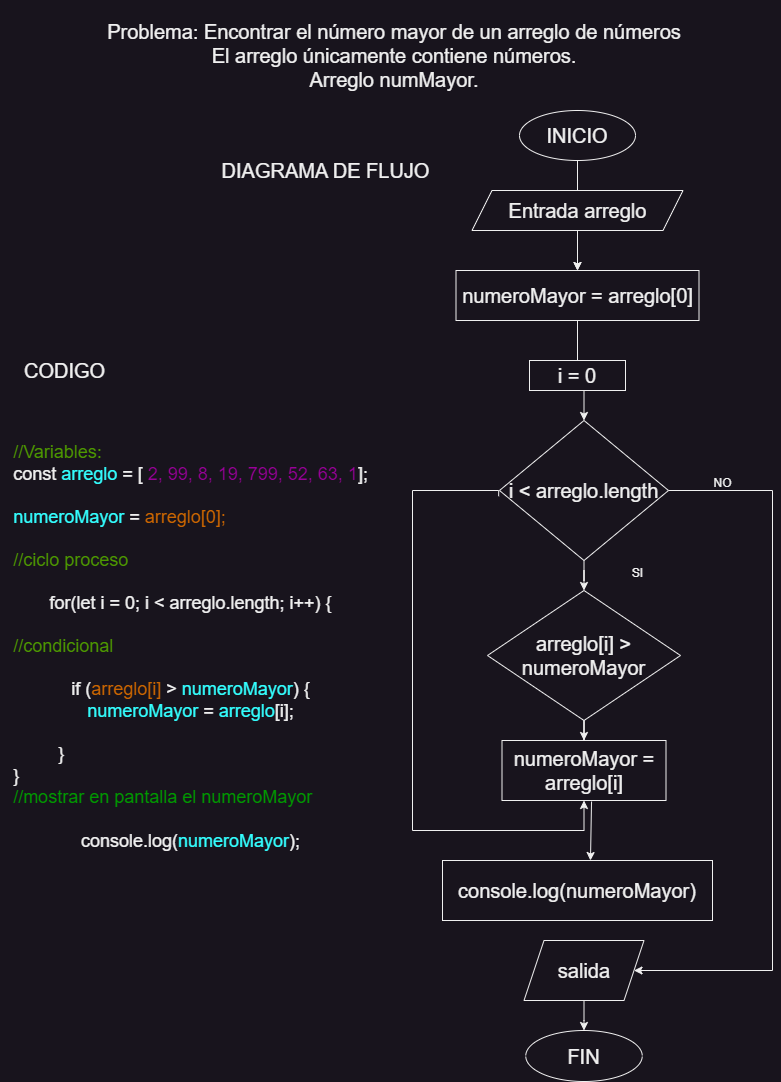 Problema: Encontrar el número mayor de un arreglo de números
El arreglo únicamente contiene números.
Arreglo numMayor.
DIAGRAMA DE FLUJO
INICIO
Entrada arreglo
numeroMayor = arreglo[0]
i = 0
i < arreglo.length
NO
SI
arreglo[i] >
numeroMayor
numeroMayor =
arreglo[i]
console.log(numeroMayor)
salida
FIN
CODIGO
//Variables:
const arreglo = [ 2, 99, 8, 19, 799, 52, 63, 1];
numeroMayor = arreglo[0];
//ciclo proceso
for(let i = 0; i < arreglo.length; i++) {
//condicional
if (arreglo[i] > numeroMayor) {
numeroMayor = arreglo[i];
}
}
//mostrar en pantalla el numeroMayor
console.log(numeroMayor);